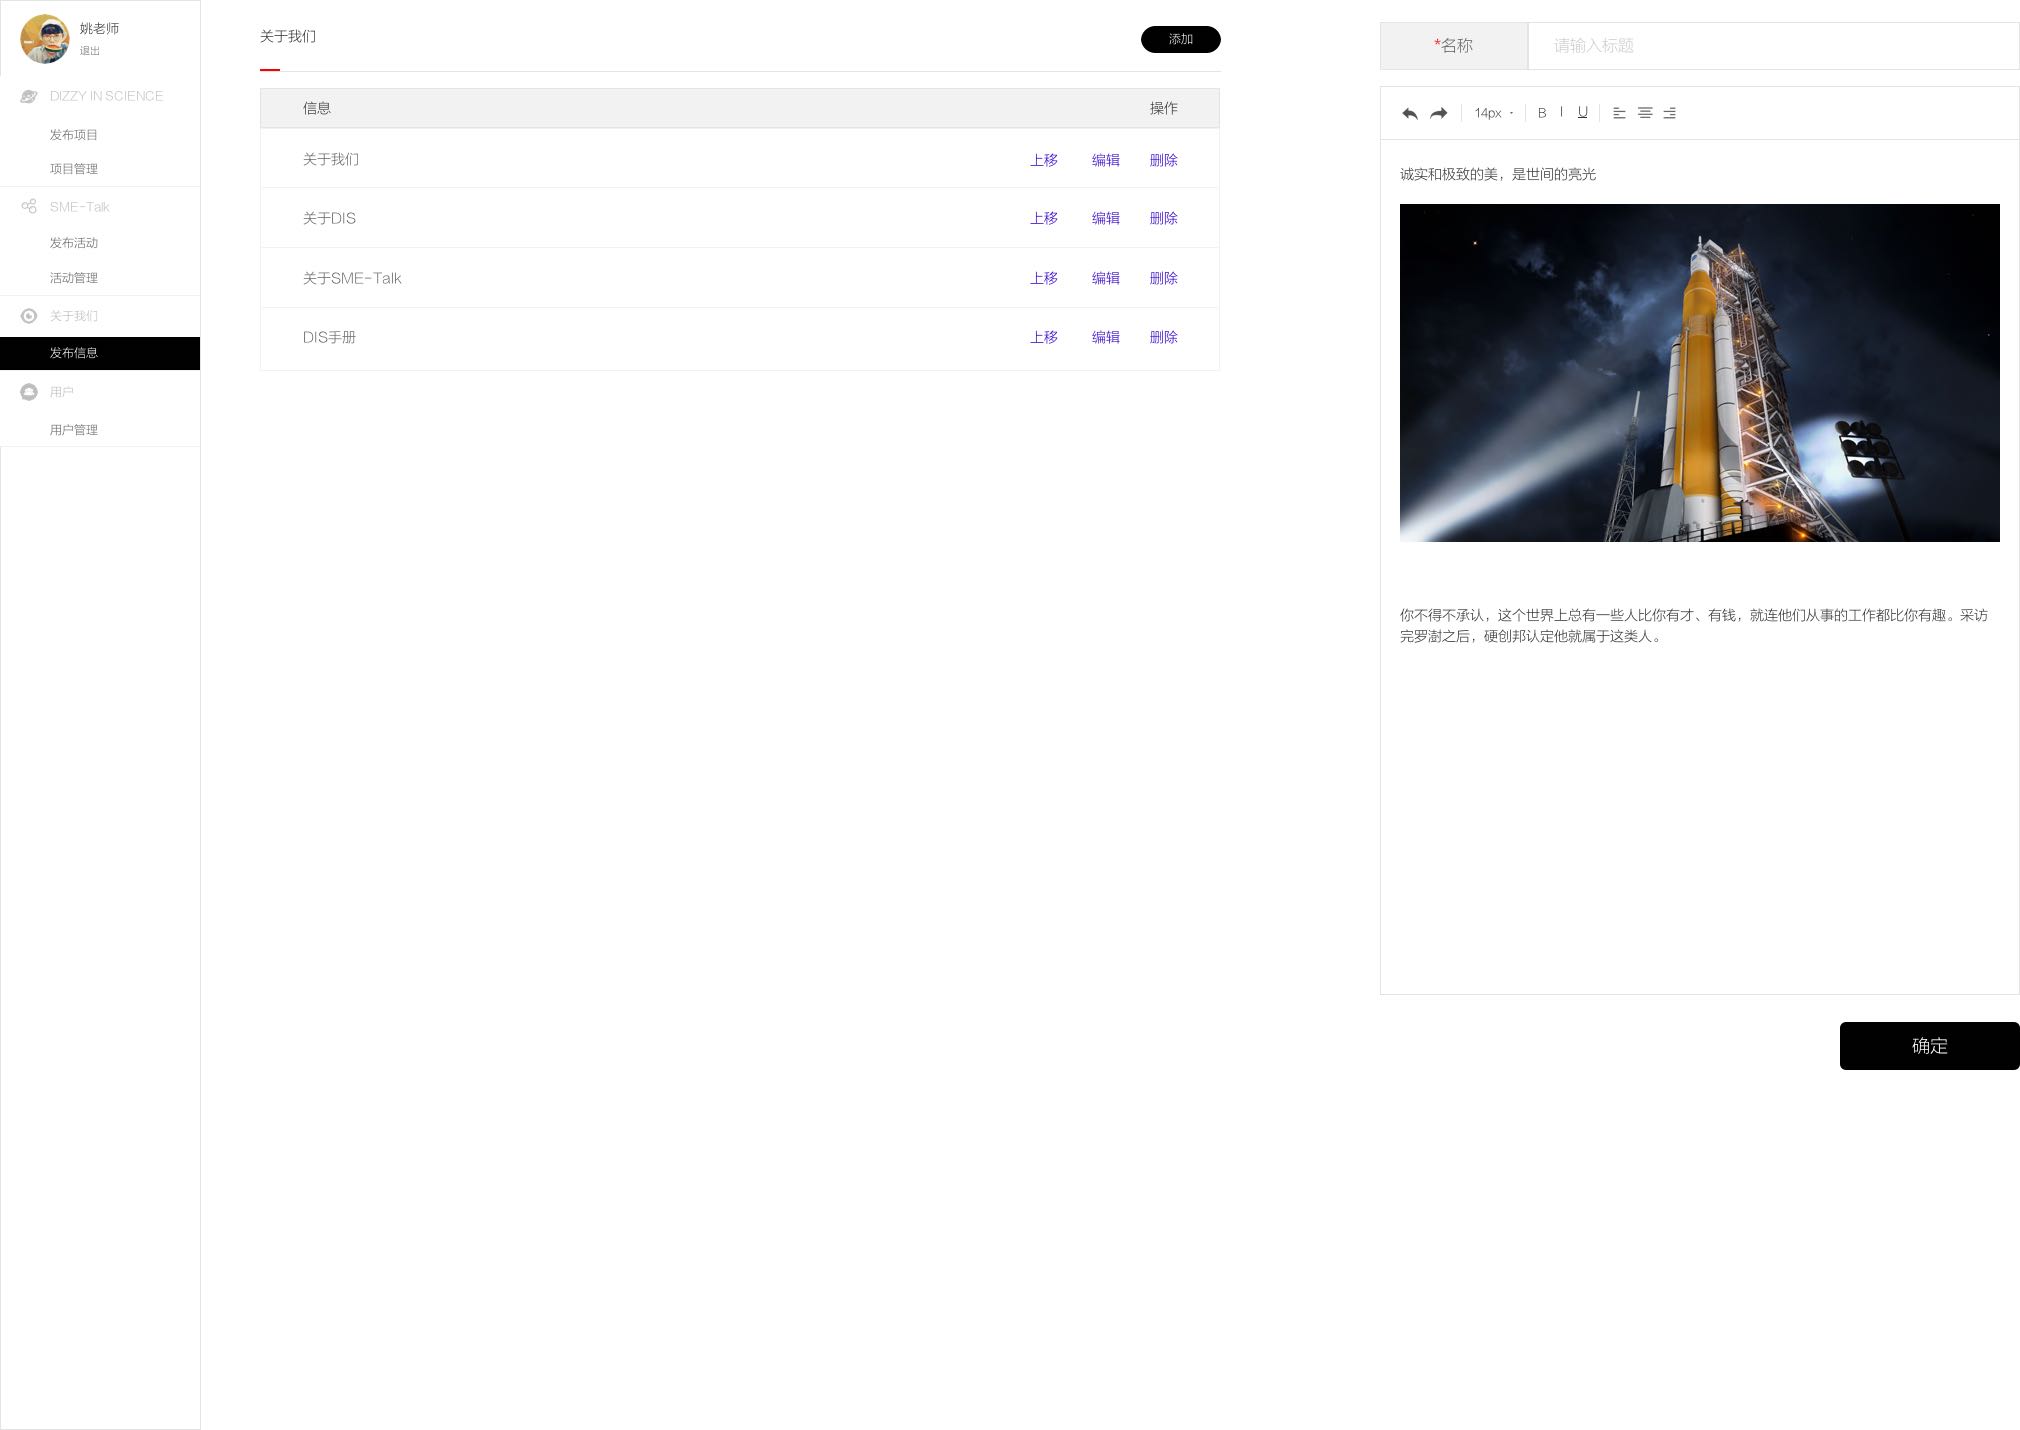 姚老师
退出
DIZZY IN SCIENCE
发布项目
项目管理
SME-Talk
发布活动
活动管理
关于我们
发布信息
用户
用户管理
关于我们
添加
信息 操作
关于我们 上移 编辑 删除
关于DIS 上移 编辑 删除
关于SME-Talk 上移 编辑 删除
DIS手册 上移 编辑 删除
*名称 请输入标题
14px B I U
诚实和极致的美，是世间的亮光
你不得不承认，这个世界上总有一些人比你有才、有钱，就连他们从事的工作都比你有趣。采访
完罗澍之后，硬创邦认定他就属于这类人。
确定